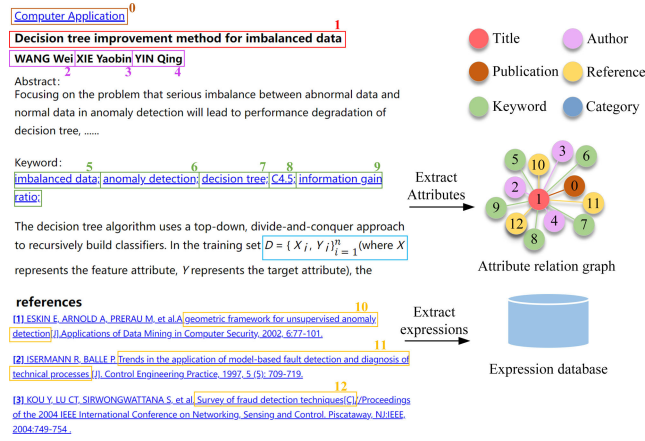 0
Computer Application
1
Decision tree improvement method for imbalanced data
WANG Wei XIE Yaobin YIN Qing
2 3 4
Abstract:
Focusing on the problem that serious imbalance between abnormal data and
normal data in anomaly detection will lead to performance degradation of
decision tree, ......
Keyword:
5 6 7 8 9
imbalanced data; anomaly detection; decision tree; C4.5; information gain
ratio;
The decision tree algorithm uses a top-down, divide-and-conquer approach
to recursively build classifiers. In the training set D = { X i , Y i } n i = 1 (where X
represents the feature attribute, Y represents the target attribute), the
references
10
[1] ESKIN E, ARNOLD A, PRERAU M, et al.A geometric framework for unsupervised anomaly
detection[J].Applications of Data Mining in Computer Security, 2002, 6:77-101.
11
[2] ISERMANN R, BALLE P. Trends in the application of model-based fault detection and diagnosis of
technical processes [J]. Control Engineering Practice, 1997, 5 (5): 709-719.
12
[3] KOU Y, LU CT, SIRWONGWATTANA S, et al. Survey of fraud detection techniques[C]//Proceedings
of the 2004 IEEE International Conference on Networking, Sensing and Control. Piscataway, NJ:IEEE,
2004:749-754 .
Title Author
Publication Reference
Keyword Category
Extract
Attributes
5 10 3 6
2 1 0
9 11
12 4 7
8
Attribute relation graph
Extract
expressions
Expression database